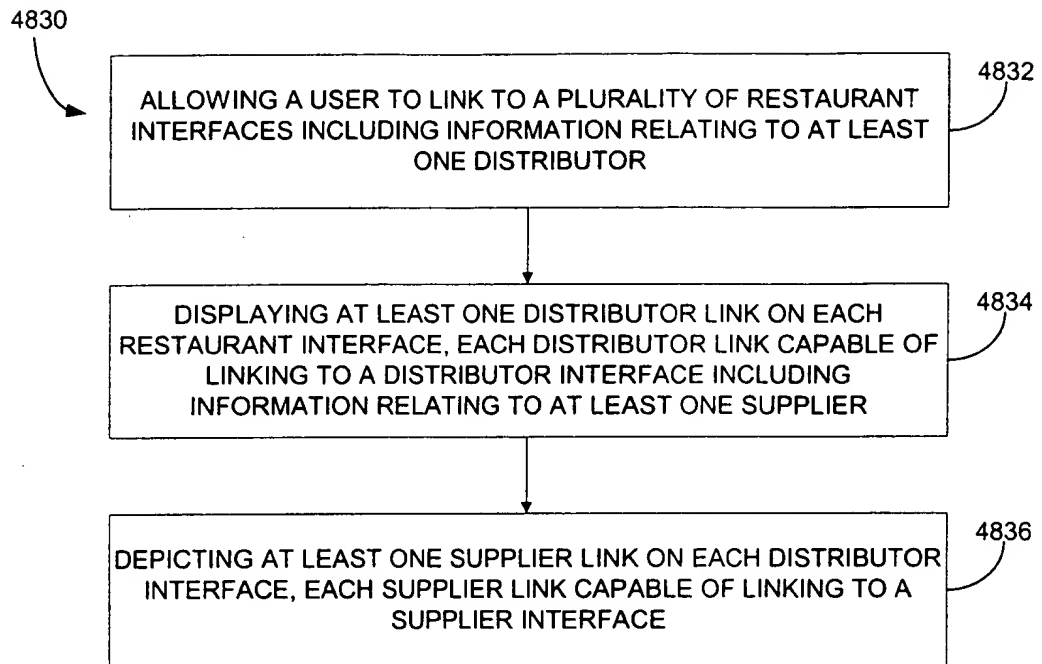 4830
4832
ALLOWING A USER TO LINK TO A PLURALITY OF RESTAURANT
INTERFACES INCLUDING INFORMATION RELATING TO AT LEAST
ONE DISTRIBUTOR
4834
DISPLAYING AT LEAST ONE DISTRIBUTOR LINK ON EACH
RESTAURANT INTERFACE, EACH DISTRIBUTOR LINK CAPABLE OF
LINKING TO A DISTRIBUTOR INTERFACE INCLUDING
INFORMATION RELATING TO AT LEAST ONE SUPPLIER
4836
DEPICTING AT LEAST ONE SUPPLIER LINK ON EACH DISTRIBUTOR
INTERFACE, EACH SUPPLIER LINK CAPABLE OF LINKING TO A
SUPPLIER INTERFACE